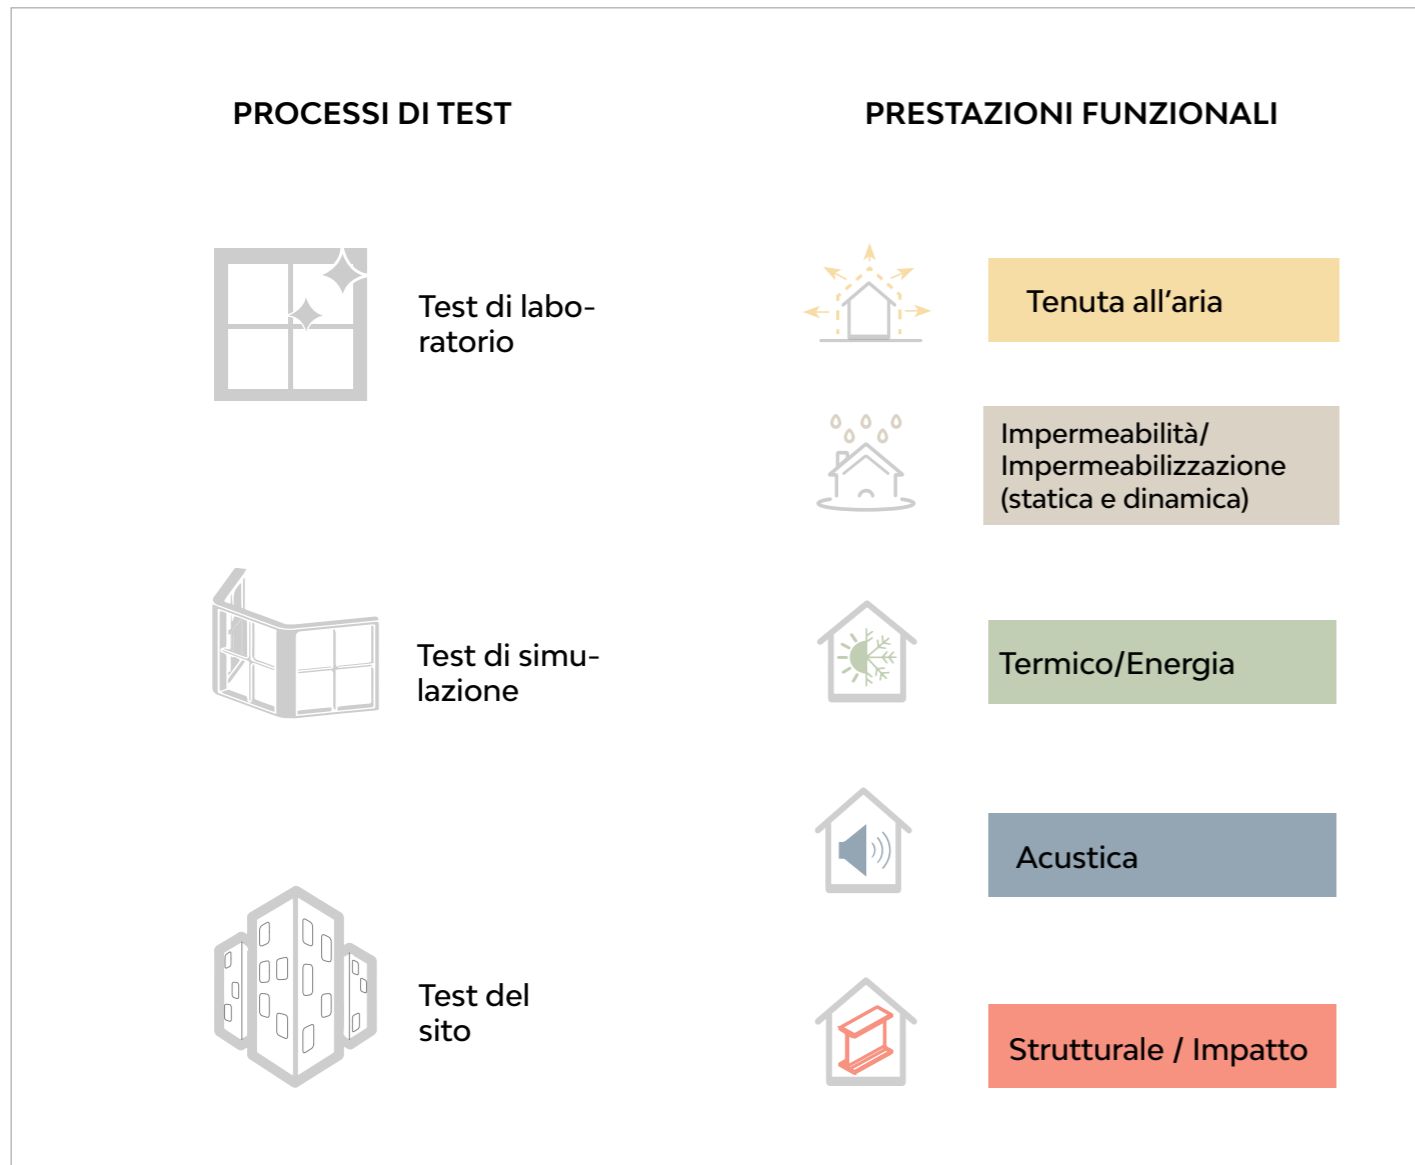 PROCESSI DI TEST
Test di labo-
ratorio
Test di simu-
lazione
Test del
sito
PRESTAZIONI FUNZIONALI
Tenuta all’aria
Impermeabilità/
Impermeabilizzazione
(statica e dinamica)
Termico/Energia
Acustica
Strutturale / Impatto